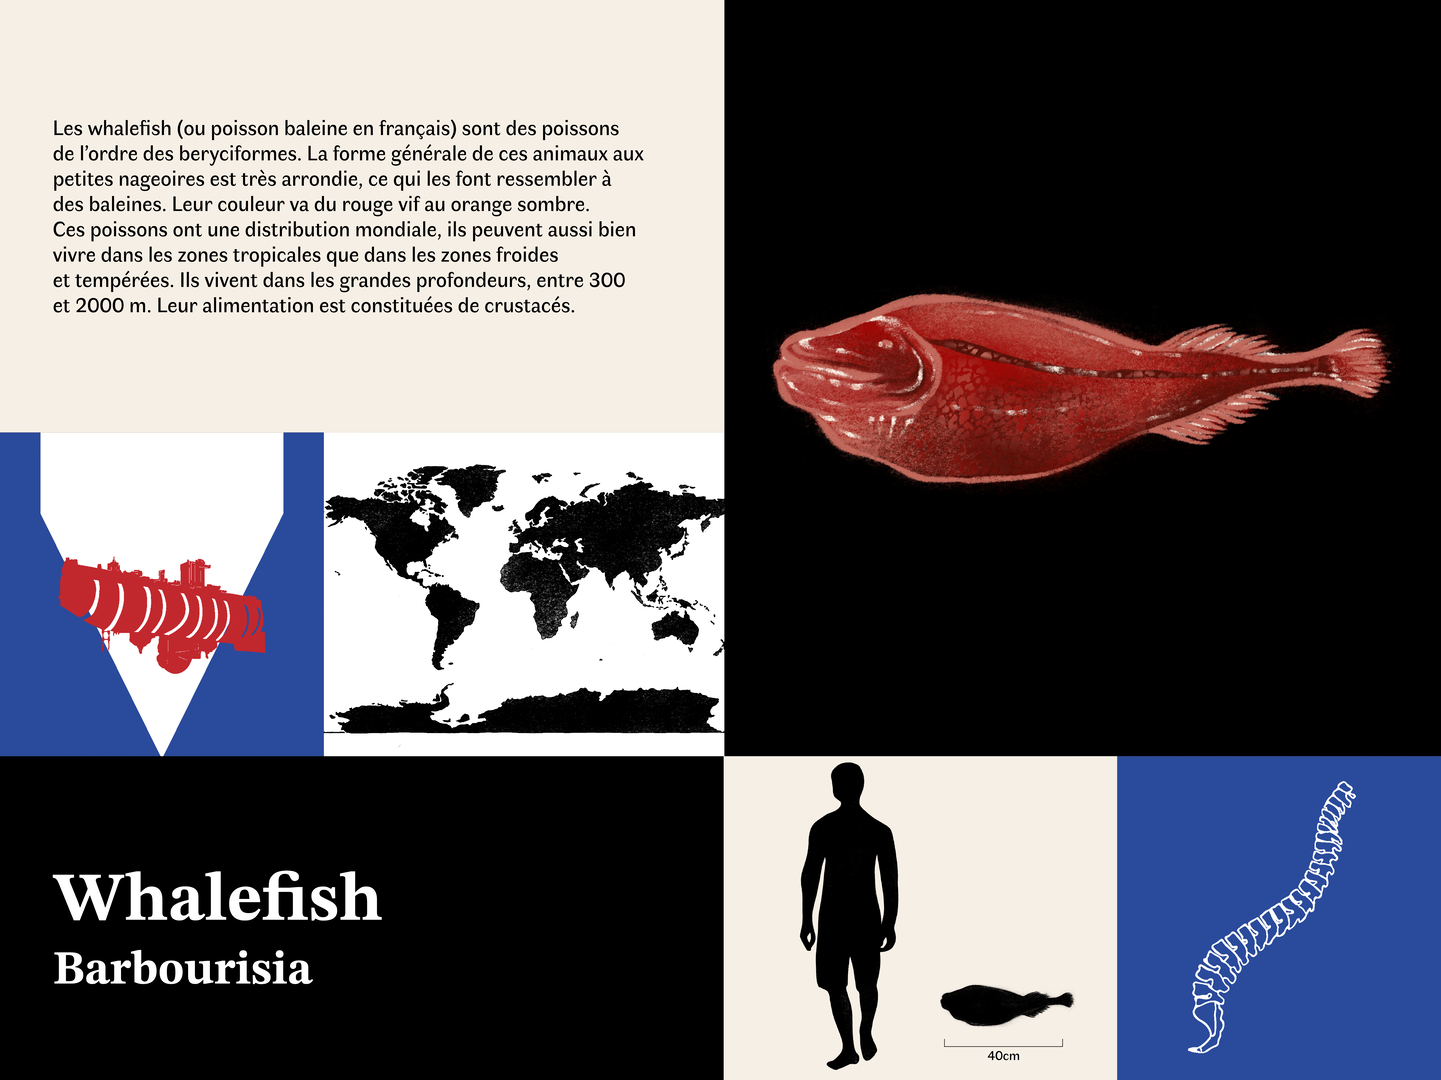 Les whalefish (ou poisson baleine en français) sont des poissons
de l’ordre des beryciformes. La forme générale de ces animaux aux
petites nageoires est très arrondie, ce qui les font ressembler à
des baleines. Leur couleur va du rouge vif au orange sombre.
Ces poissons ont une distribution mondiale, ils peuvent aussi bien
vivre dans les zones tropicales que dans les zones froides
et tempérées. Ils vivent dans les grandes profondeurs, entre 300
et 2000 m. Leur alimentation est constituées de crustacés.
Whalefish
Barbourisia
40cm